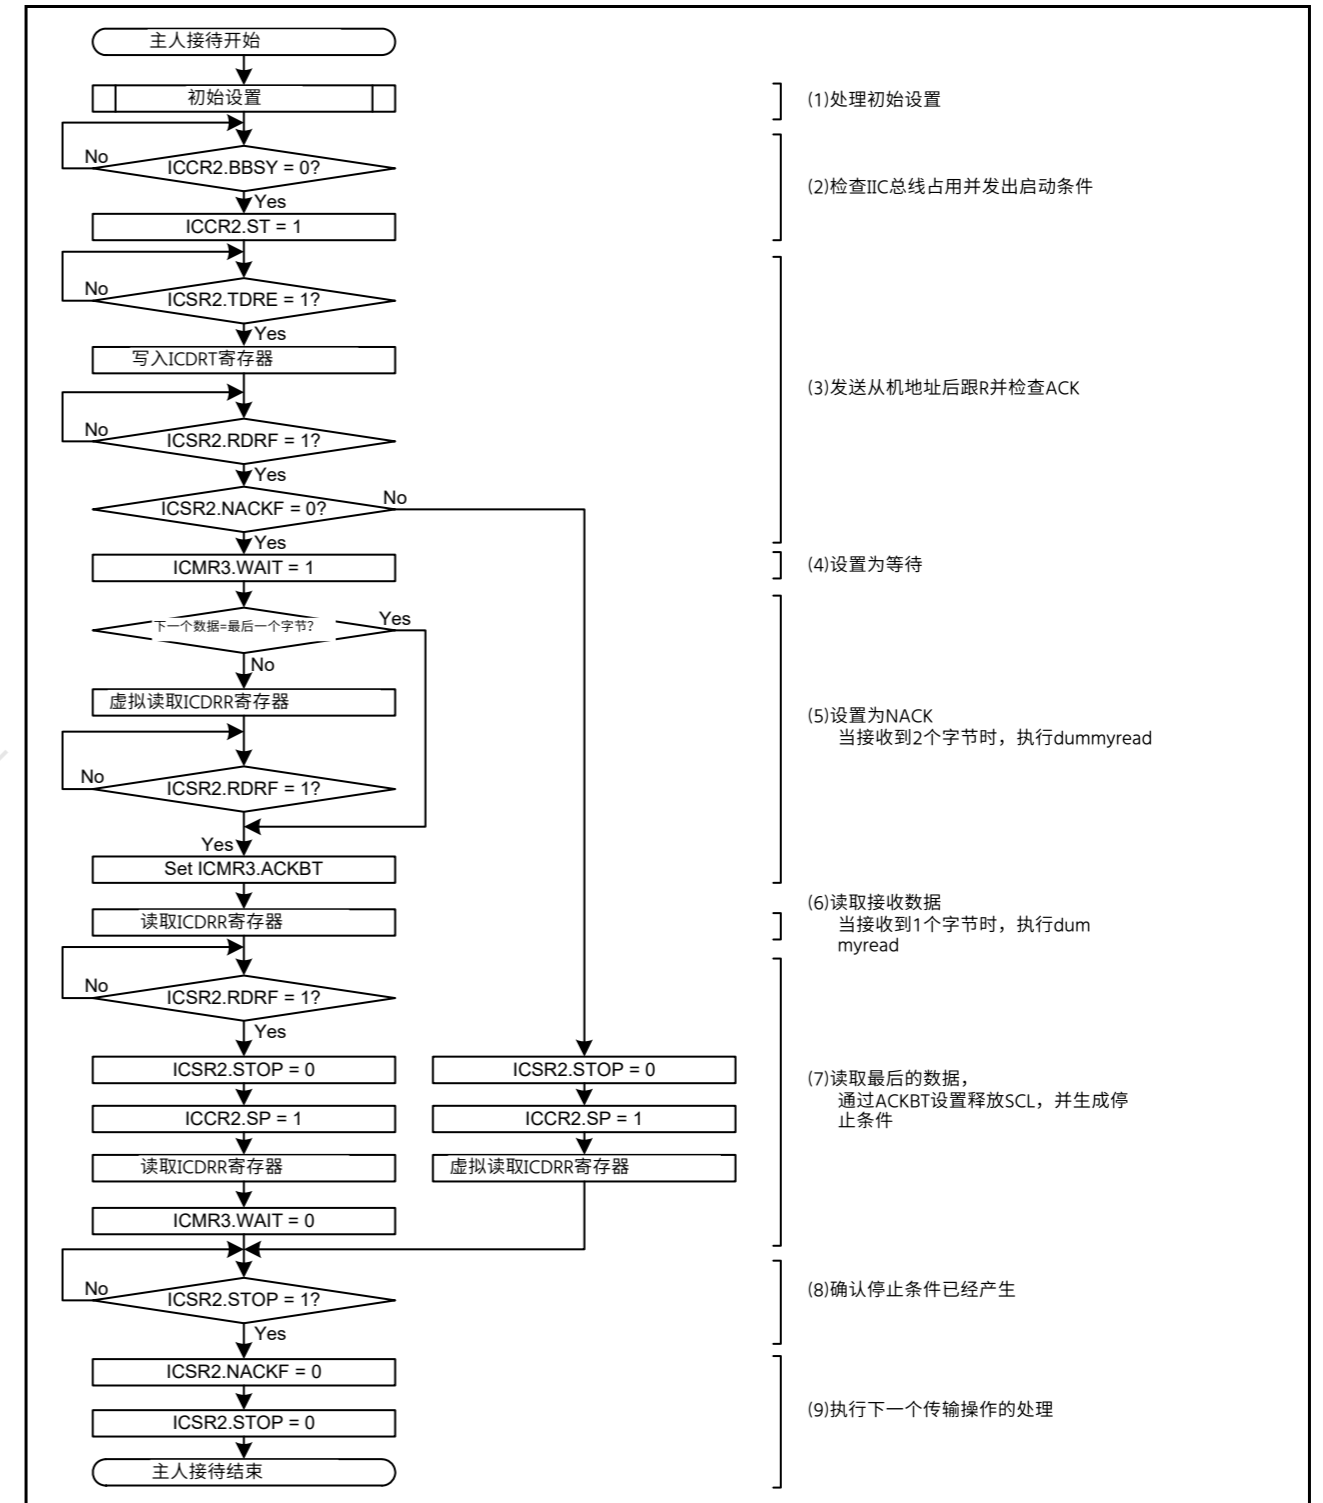 主人接待开始
初始设置
(1)处理初始设置
No
ICCR2.BBSY = 0?
Yes
(2)检查IIC总线占用并发出启动条件
ICCR2.ST = 1
No
ICSR2.TDRE = 1?
Yes
写入ICDRT寄存器
(3)发送从机地址后跟R并检查ACK
No
ICSR2.RDRF = 1?
Yes
ICSR2.NACKF = 0?
No
Yes
ICMR3.WAIT = 1
(4)设置为等待
下一个数据=最后一个字节?
Yes
No
虚拟读取ICDRR寄存器
(5)设置为NACK
当接收到2个字节时，执行dummyread
No
ICSR2.RDRF = 1?
Yes
Set ICMR3.ACKBT
读取ICDRR寄存器
(6)读取接收数据
当接收到1个字节时，执行dum
myread
No
ICSR2.RDRF = 1?
Yes
ICSR2.STOP = 0
ICSR2.STOP = 0
(7)读取最后的数据，
通过ACKBT设置释放SCL，并生成停
止条件
ICCR2.SP = 1
ICCR2.SP = 1
读取ICDRR寄存器
虚拟读取ICDRR寄存器
ICMR3.WAIT = 0
No
ICSR2.STOP = 1?
Yes
(8)确认停止条件已经产生
ICSR2.NACKF = 0
ICSR2.STOP = 0
(9)执行下一个传输操作的处理
主人接待结束